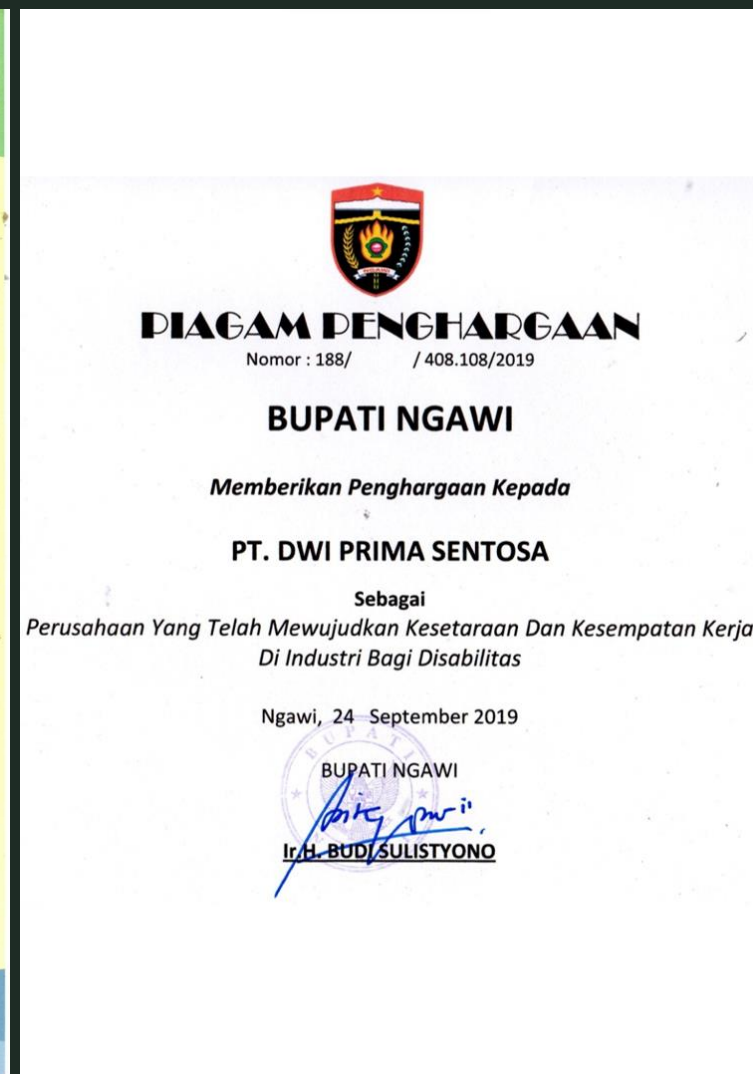 PIAGAM PENGHARGAAN
Nomor : 188/ / 408.108/2019
BUPATI NGAWI
Memberikan Penghargaan Kepada
PT. DWI PRIMA SENTOSA
Sebagai
Perusahaan Yang Telah Mewujudkan Kesetaraan Dan Kesempatan Kerja
Di Industri Bagi Disabilitas
Ngawi, 24 September 2019
BUPATI
BUPATI NGAWI
Ir.H. BUDI SULISTYONO